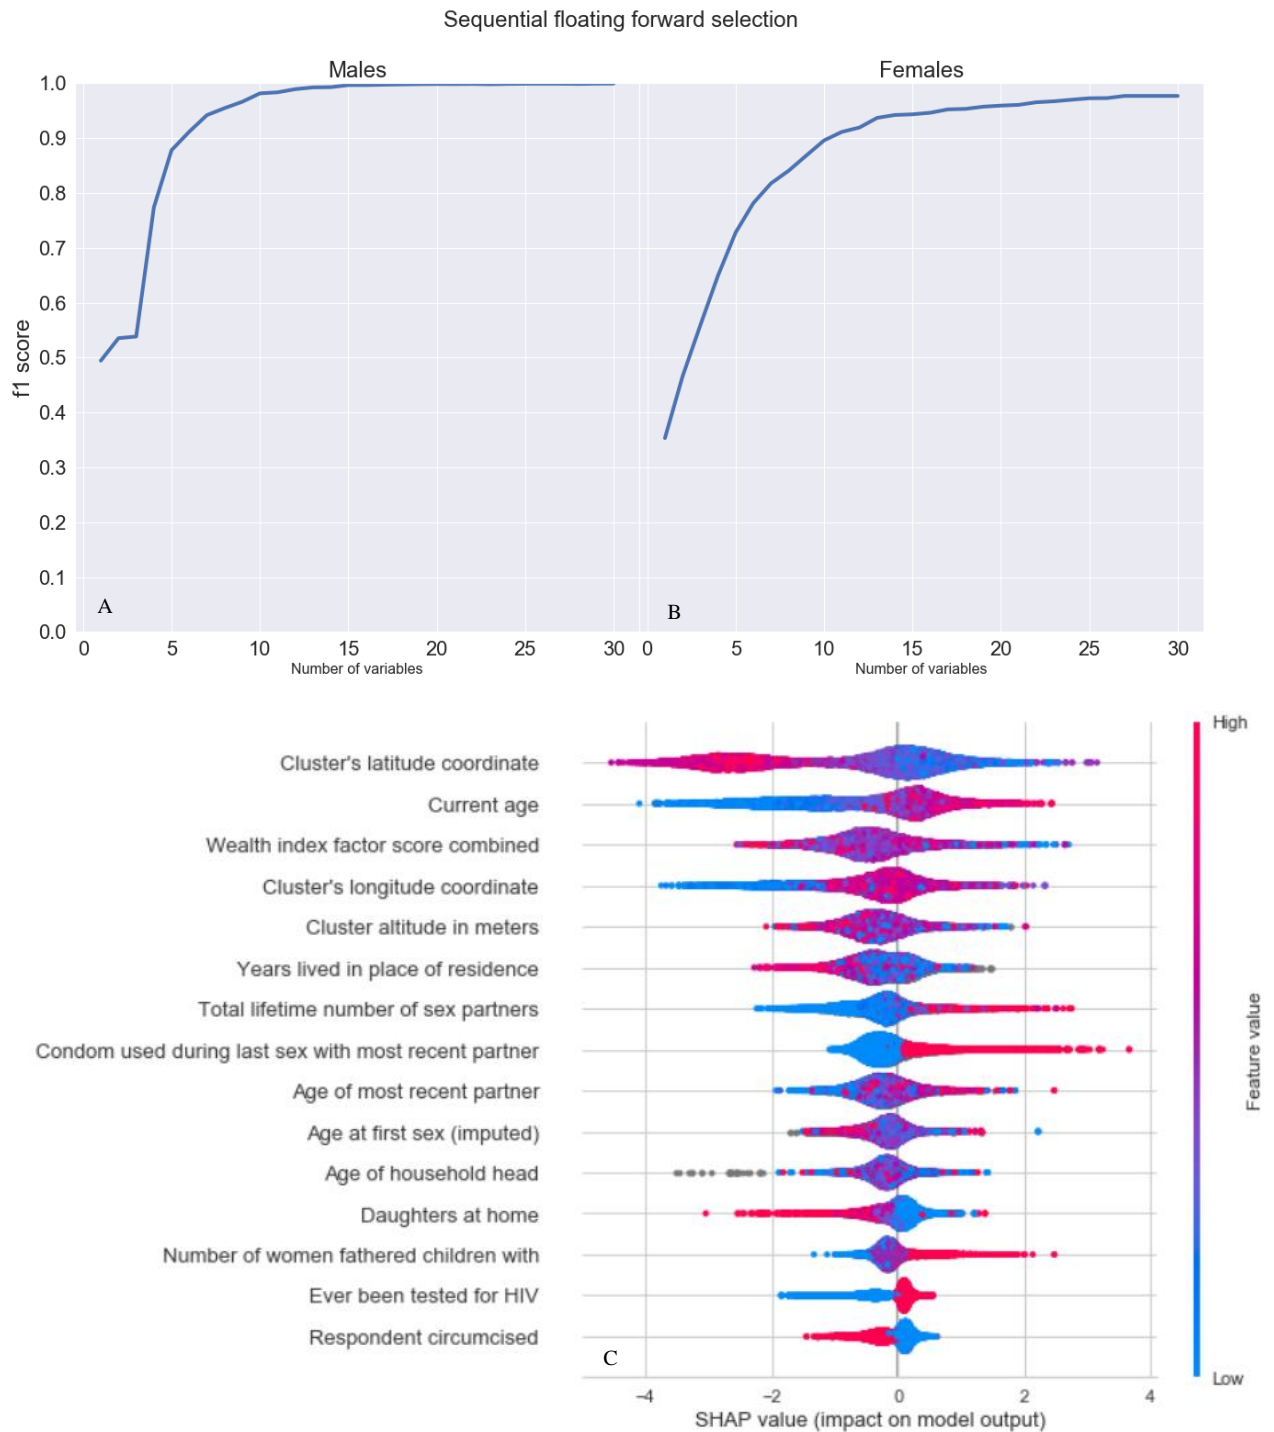 Sequential floating forward selection
Males
Females
f1 score
1.0
0.9
0.8
0.7
0.6
0.5
0.4
0.3
0.2
0.1
0.0
A
B
0 5 10 15 20 25 30
0 5 10 15 20 25 30
Number of variables
Number of variables
High
Cluster's latitude coordinate
Current age
Wealth index factor score combined
Cluster's longitude coordinate
Cluster altitude in meters
Years lived in place of residence
Total lifetime number of sex partners
Condom used during last sex with most recent partner
Age of most recent partner
Age at first sex (imputed)
Age of household head
Daughters at home
Number of women fathered children with
Ever been tested for HIV
Respondent circumcised
C
Feature value
Low
−4 −2 0 2 4
SHAP value (impact on model output)